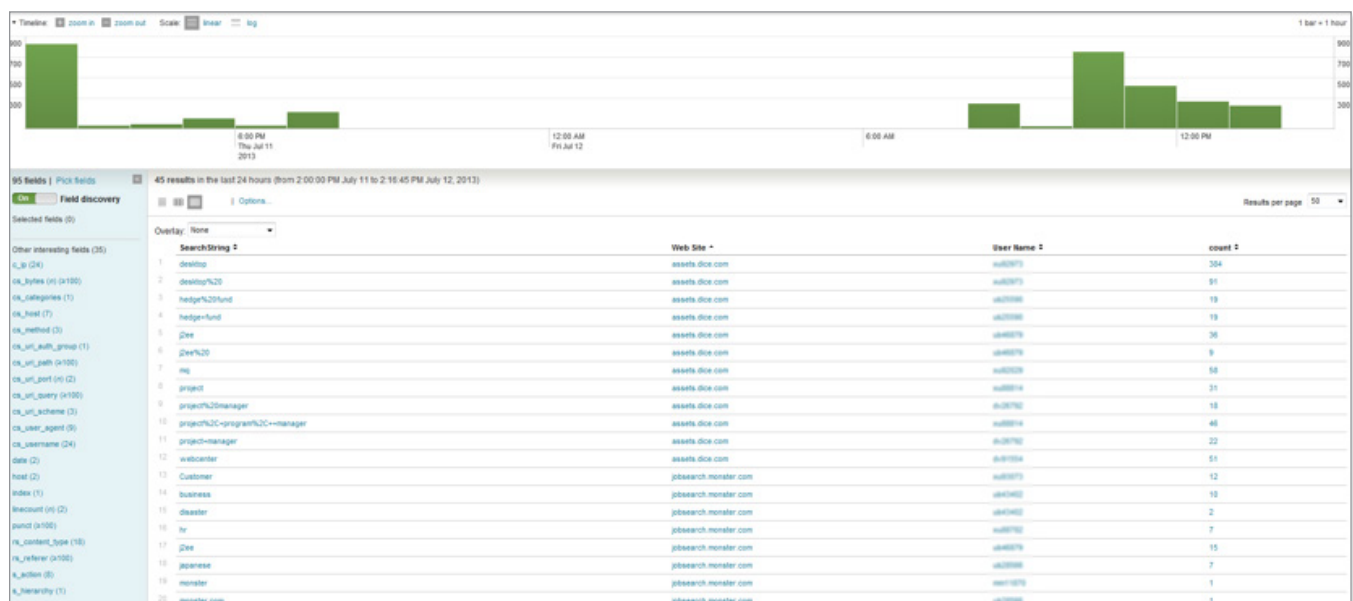 Timeline: zoom in zoom out Scale: linear log 1 bar = 1 hour
900 900
700 700
500 500
300 300
6:00 PM 12:00 AM 6:00 AM 12:00 PM
Thu Jul 11 Fri Jul 12
2013
95 fields | Pick fields 45 results in the last 24 hours (from 2:00:00 PM July 11 to 2:16:45 PM July 12, 2013)
On Field discovery Options... Results per page 50
Selected fields (0)
Overlay: None
Other interesting fields (35) SearchString Web Site User Name count
c_ip (24) 1 desktop assets.dice.com 384
cs_bytes (n) (≥100) 2 desktop%20 assets.dice.com 91
cs_categories (1) 3 hedge%20fund assets.dice.com 19
cs_host (7) 4 hedge+fund assets.dice.com 19
cs_method (3) 5 j2ee assets.dice.com 36
cs_uri_auth_group (1) 6 j2ee%20 assets.dice.com 9
cs_uri_path (≥100) 7 mq assets.dice.com 58
cs_uri_port (n) (2) 8 project assets.dice.com 31
cs_uri_query (≥100) 9 project%20manager assets.dice.com 18
cs_uri_scheme (3) 10 project%2C+program%2C++manager assets.dice.com 46
cs_user_agent (9) 11 project+manager assets.dice.com 22
cs_username (24) 12 webcenter assets.dice.com 51
date (2) 13 Customer jobsearch.monster.com 12
host (2) 14 business jobsearch.monster.com 10
index (1) 15 disaster jobsearch.monster.com 2
linecount (n) (2) 16 hr jobsearch.monster.com 7
punct (≥100) 17 j2ee jobsearch.monster.com 15
rs_content_type (18) 18 japanese jobsearch.monster.com 7
rs_referer (≥100) 19 monster jobsearch.monster.com 1
s_action (8) 20 monster.com jobsearch.monster.com 1
s_hierarchy (1)